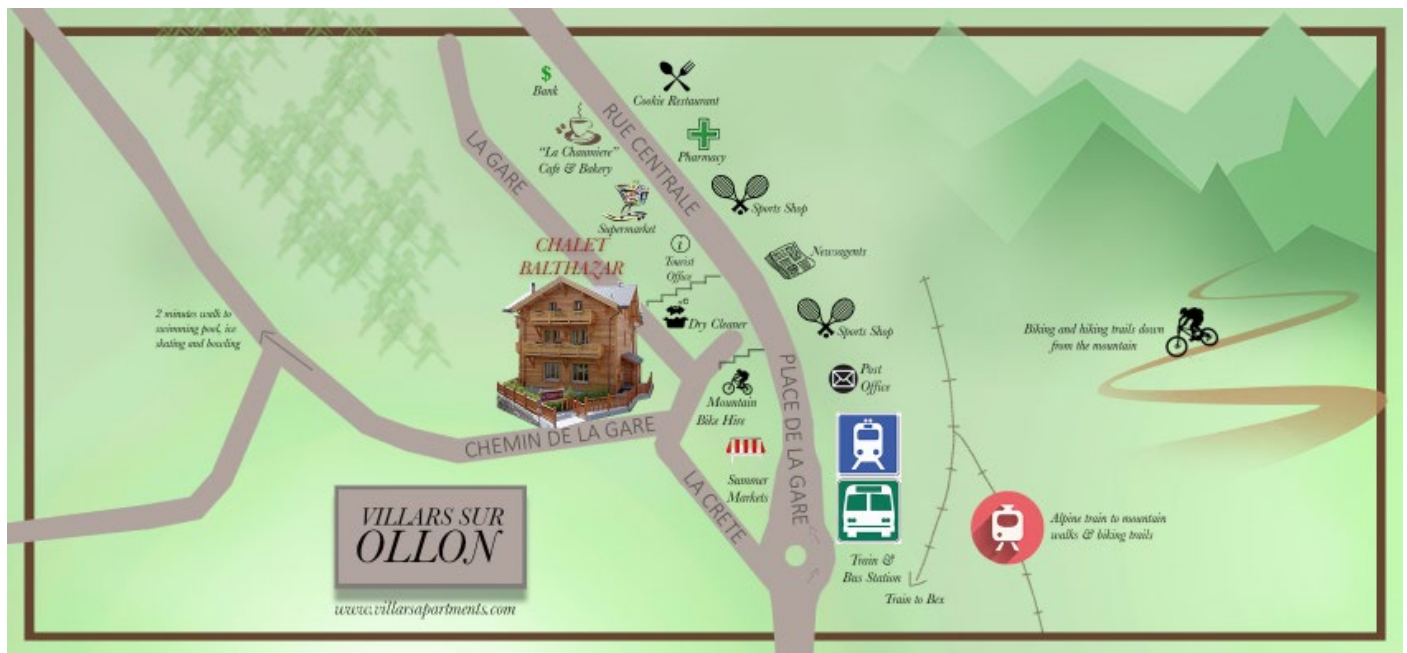 $
Bank
Cookie Restaurant
"La Chaumiere"
Cafe & Bakery
Pharmacy
RUE CENTRALE
LA GARE
Sports Shop
Supermarket
CHALET
BALTHAZAR
i
Tourist
Office
Newsagents
Dry Cleaner
Sports Shop
2 minutes walk to
swimming pool, ice
skating and bowling
Biking and hiking trails down
from the mountain
Post
Office
Mountain
Bike Hire
PLACE DE LA GARE
CHEMIN DE LA GARE
Summer
Markets
LA CRETE
VILLARS SUR
OLLON
www.villarsapartments.com
Alpine train to mountain
walks & biking trails
Train &
Bus Station
Train to Bex